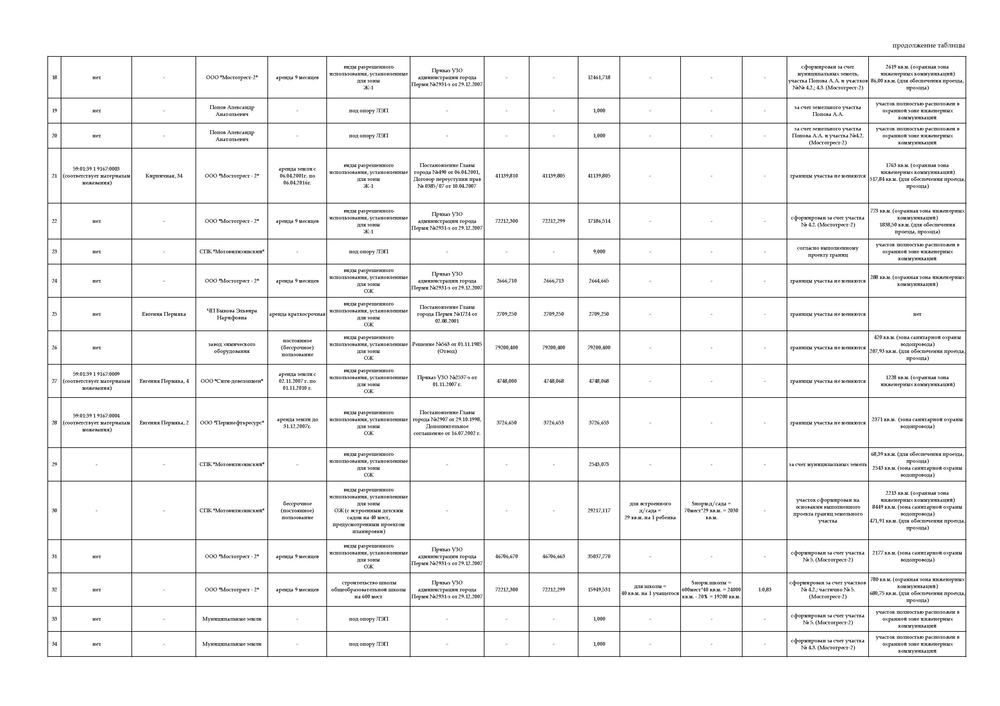 продолжение таблицы
18
нет
-
ООО "Мостотрест-2"
аренда 9 месяцев
виды разрешенного
использования, установленные
для зоны
Ж-1
Приказ УЗО
администрации города
Перми №2931-з от 29.12.2007
-
-
12461,718
-
-
-
сформирован за счет
муниципальных земель,
участка Попова А.А. и участков
№№ 4.2.; 4.3. (Мостотрест-2)
2619 кв.м. (охранная зона
инженерных коммуникаций)
86,00 кв.м. (для обеспечения проезда,
прохода)
19
нет
-
Попов Александр
Анатольевич
-
под опору ЛЭП
-
-
-
1,000
-
-
-
за счет земельного участка
Попова А.А.
участок полностью расположен в
охранной зоне инженерных
коммуникаций
20
нет
-
Попов Александр
Анатольевич
-
под опору ЛЭП
-
-
-
1,000
-
-
-
за счет земельного участка
Попова А.А. и участка №4.2.
(Мостотрест-2)
участок полностью расположен в
охранной зоне инженерных
коммуникаций
21
59:01:39 1 9167:0003
(соответствует материалам
межевания)
Кирпичная, 34
ООО "Мостотрест - 2"
аренда земли с
06.04.2001г. по
06.04.2016г.
виды разрешенного
использования, установленные
для зоны
Ж-1
Постановление Главы
города №490 от 06.04.2001,
Договор переуступки прав
№ 0385/07 от 10.04.2007
41139,810
41139,805
41139,805
-
-
-
границы участка не меняются
1763 кв.м. (охранная зона
инженерных коммуникаций)
517,84 кв.м. (для обеспечения проезда,
прохода)
22
нет
-
ООО "Мостотрест - 2"
аренда 9 месяцев
виды разрешенного
использования, установленные
для зоны
Ж-1
Приказ УЗО
администрации города
Перми №2931-з от 29.12.2007
72212,300
72212,299
17186,514
-
-
-
сформирован за счет участка
№ 4.2. (Мостотрест-2)
773 кв.м. (охранная зона инженерных
коммуникаций)
1838,50 кв.м. (для обеспечения
проезда, прохода)
23
нет
-
СПК "Мотовилихинский"
-
под опору ЛЭП
-
-
-
9,000
-
-
-
согласно выполненному
проекту границ
участок полностью расположен в
охранной зоне инженерных
коммуникаций
24
нет
-
ООО "Мостотрест - 2"
аренда 9 месяцев
виды разрешенного
использования, установленные
для зоны
ОЖ
Приказ УЗО
администрации города
Перми №2931-з от 29.12.2007
2666,710
2666,713
2664,665
-
-
-
границы участка не меняются
288 кв.м. (охранная зона инженерных
коммуникаций)
25
нет
Евгения Пермяка
ЧП Быкова Эльвира
Нарифовна
аренда краткосрочная
виды разрешенного
использования, установленные
для зоны
ОЖ
Постановление Главы
города Перми №1724 от
02.08.2001
2709,250
2709,250
2709,250
-
-
-
границы участка не меняются
нет
26
нет
завод химического
оборудования
постоянное
(бессрочное)
пользование
виды разрешенного
использования, установленные
для зоны
ОЖ
Решение №563 от 01.11.1985
(Отвод)
79200,400
79200,400
79200,400
-
-
-
границы участка не меняются
420 кв.м. (зона санитарной охраны
водопровода)
207,93 кв.м. (для обеспечения проезда,
прохода)
27
59:01:39 1 9167:0009
(соответствует материалам
межевания)
Евгения Пермяка, 4
ООО "Сити-девелопмен"
аренда земли с
02.11.2007 г. по
01.11.2010 г.
виды разрешенного
использования, установленные
для зоны
ОЖ
Приказ УЗО №2537-з от
01.11.2007 г.
4748,000
4748,068
4748,068
-
-
-
границы участка не меняются
1228 кв.м. (охранная зона
инженерных коммуникаций)
28
59:01:39 1 9167:0004
(соответствует материалам
межевания)
Евгения Пермяка, 2
ООО "Пермнефтьресурс"
аренда земли до
31.12.2007г.
виды разрешенного
использования, установленные
для зоны
ОЖ
Постановление Главы
города №2907 от 29.10.1998,
Дополнительное
соглашение от 16.07.2002 г.
3726,650
3726,653
3726,653
-
-
-
границы участка не меняются
2371 кв.м. (зона санитарной охраны
водопровода)
29
-
-
СПК "Мотовилихинский"
-
виды разрешенного
использования, установленные
для зоны
ОЖ
-
-
-
2543,073
-
-
-
за счет муниципальных земель
68,39 кв.м. (для обеспечения проезда,
прохода)
2543 кв.м. (зона санитарной охраны
водопровода)
30
-
-
СПК "Мотовилихинский"
бессрочное
(постоянное)
пользование
виды разрешенного
использования, установленные
для зоны
ОЖ (с встроенным детским
садом на 40 мест,
предусмотренным проектом
планировки)
-
-
-
29217,117
для встроенного
д/сада =
29 кв.м. на 1 ребенка
Sнорм.д/сада =
70мест*29 кв.м. = 2030
кв.м.
-
участок сформирован на
основании выполненного
проекта границ земельного
участка
2213 кв.м. (охранная зона
инженерных коммуникаций)
8449 кв.м. (зона санитарной охраны
водопровода)
471,91 кв.м. (для обеспечения проезда,
прохода)
31
нет
ООО "Мостотрест - 2"
аренда 9 месяцев
виды разрешенного
использования, установленные
для зоны
ОЖ
Приказ УЗО
администрации города
Перми №2931-з от 29.12.2007
46706,670
46706,663
35037,770
-
-
-
сформирован за счет участка
№ 5. (Мостотрест-2)
2177 кв.м. (зона санитарной охраны
водопровода)
32
нет
-
ООО "Мостотрест - 2"
аренда 9 месяцев
строительство школы
общеобразовательной школы
на 600 мест
Приказ УЗО
администрации города
Перми №2931-з от 29.12.2007
72212,300
72212,299
15949,531
для школы =
40 кв.м. на 1 учащегося
Sнорм.школы =
600мест*40 кв.м. = 24000
кв.м. - 20% = 19200 кв.м.
1:0,83
сформирован за счет участков
№ 4.2.; частично № 5.
(Мостотрест-2)
780 кв.м. (охранная зона инженерных
коммуникаций)
680,75 кв.м. (для обеспечения проезда,
прохода)
33
нет
-
Муниципальные земли
-
под опору ЛЭП
-
-
-
1,000
-
-
-
сформирован за счет участка
№ 5. (Мостотрест-2)
участок полностью расположен в
охранной зоне инженерных
коммуникаций
34
нет
-
Муниципальные земли
-
под опору ЛЭП
-
-
-
1,000
-
-
-
сформирован за счет участка
№ 4.3. (Мостотрест-2)
участок полностью расположен в
охранной зоне инженерных
коммуникаций